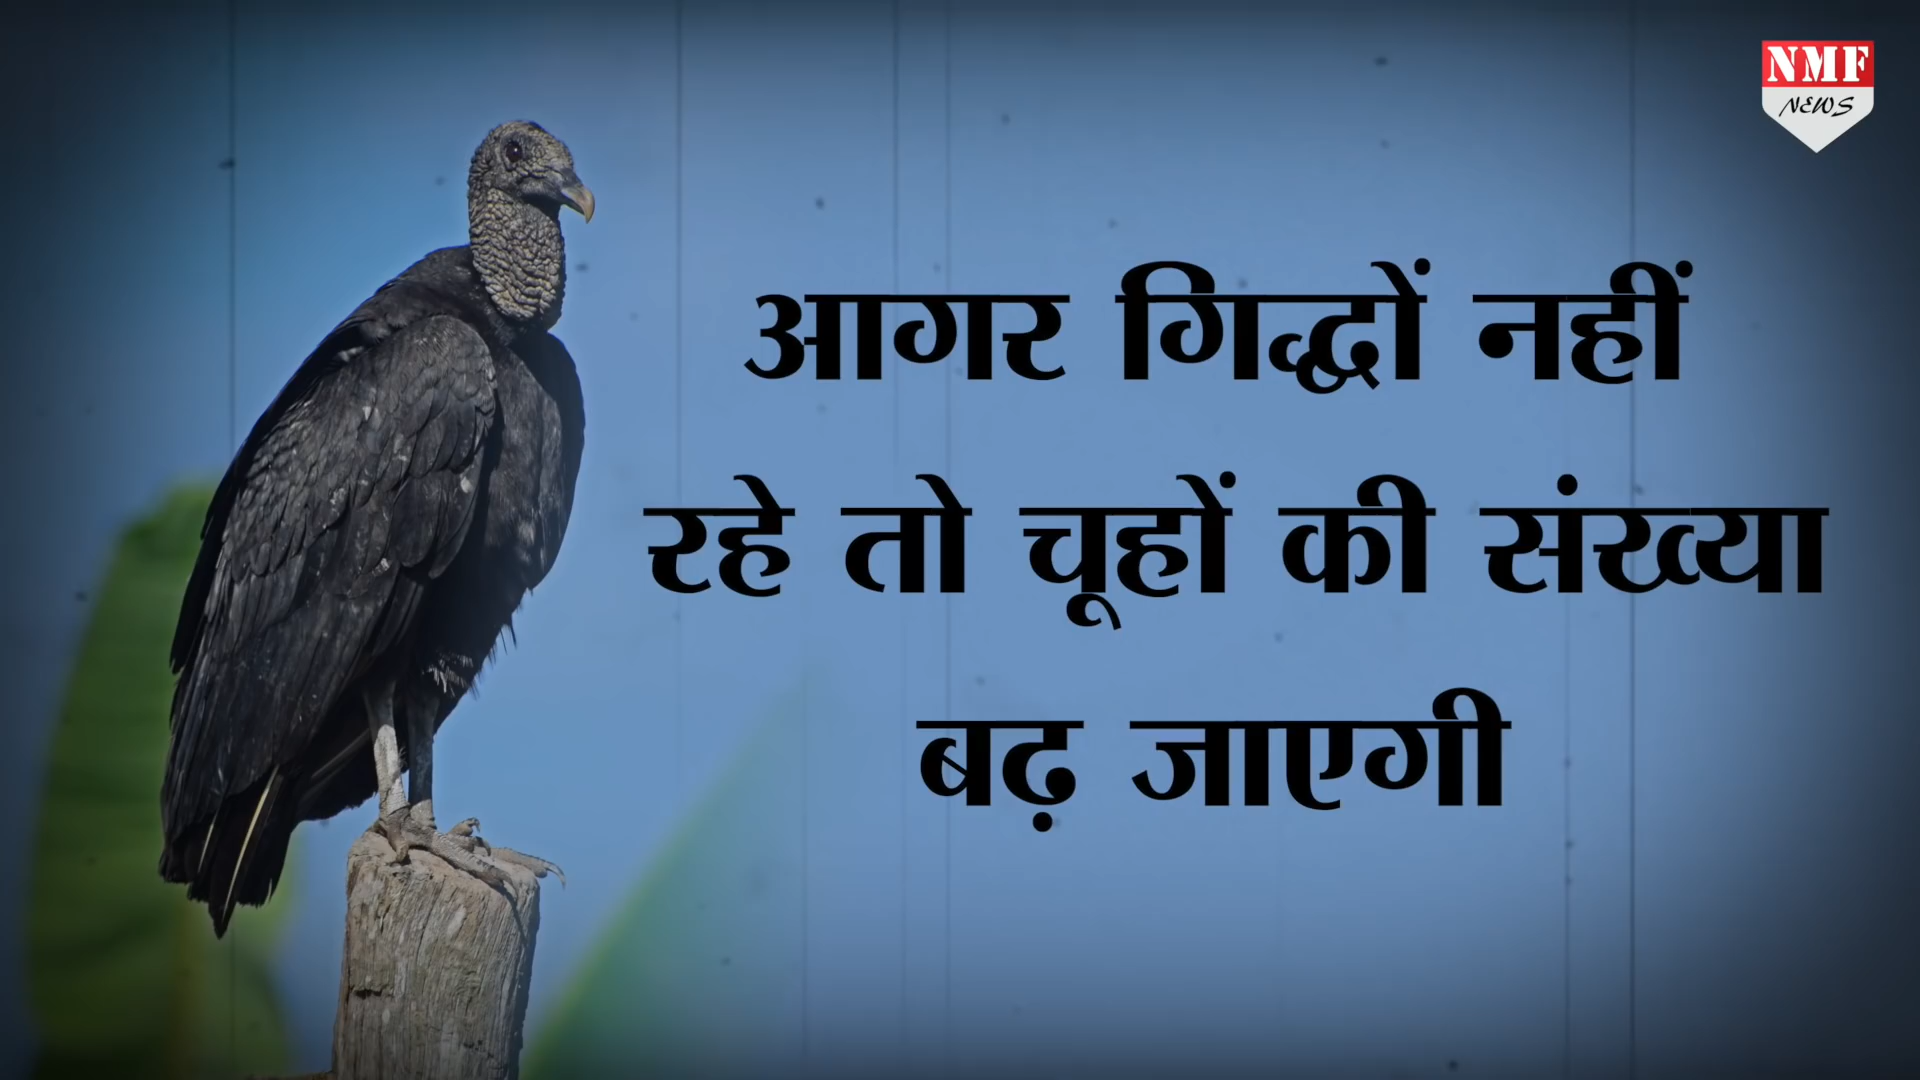 NMF
NEWS
आगर गिद्धों नहीं
रहे तो चूहों की संख्या
बढ़ जाएगी